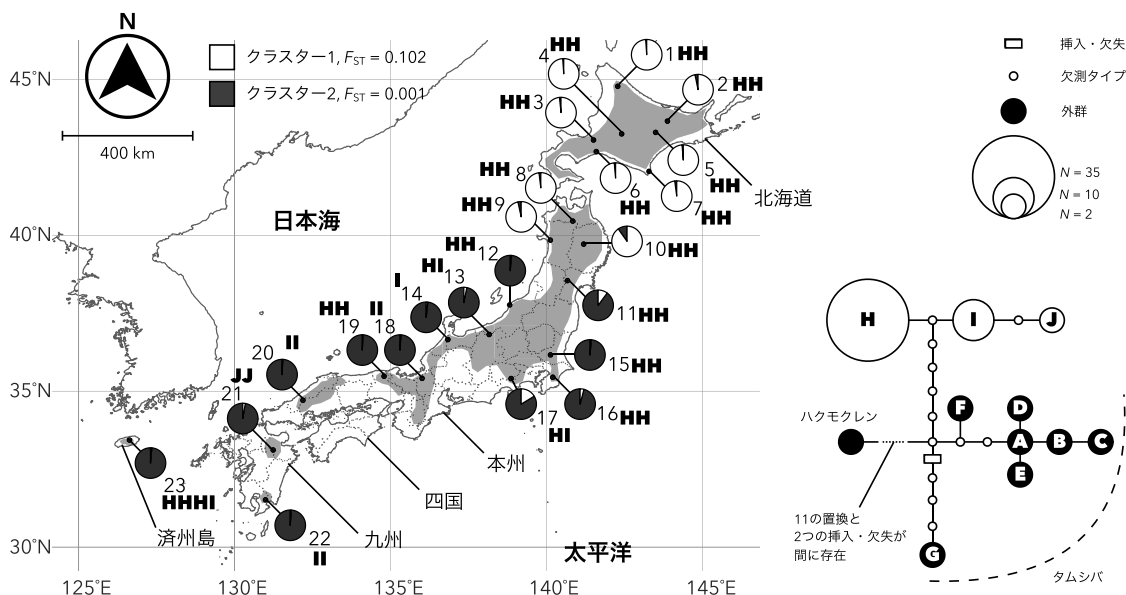 N
クラスター1, FST = 0.102
クラスター2, FST = 0.001
400 km
45°N
40°N
35°N
30°N
125°E
130°E
135°E
140°E
145°E
日本海
太平洋
北海道
本州
四国
九州
済州島
1 HH
2 HH
HH 3
4 HH
5 HH
6 HH
7 HH
HH 8
HH 9
10 HH
11 HH
HH 12
HI 13
I 14
15 HH
16 HH
17 HI
II 18
HH 19
II 20
JJ 21
22 II
23 HHHI
挿入・欠失
欠測タイプ
外群
N = 35
N = 10
N = 2
H
I
J
F
D
A
B
C
E
G
ハクモクレン
11の置換と
2つの挿入・欠失が
間に存在
タムシバ